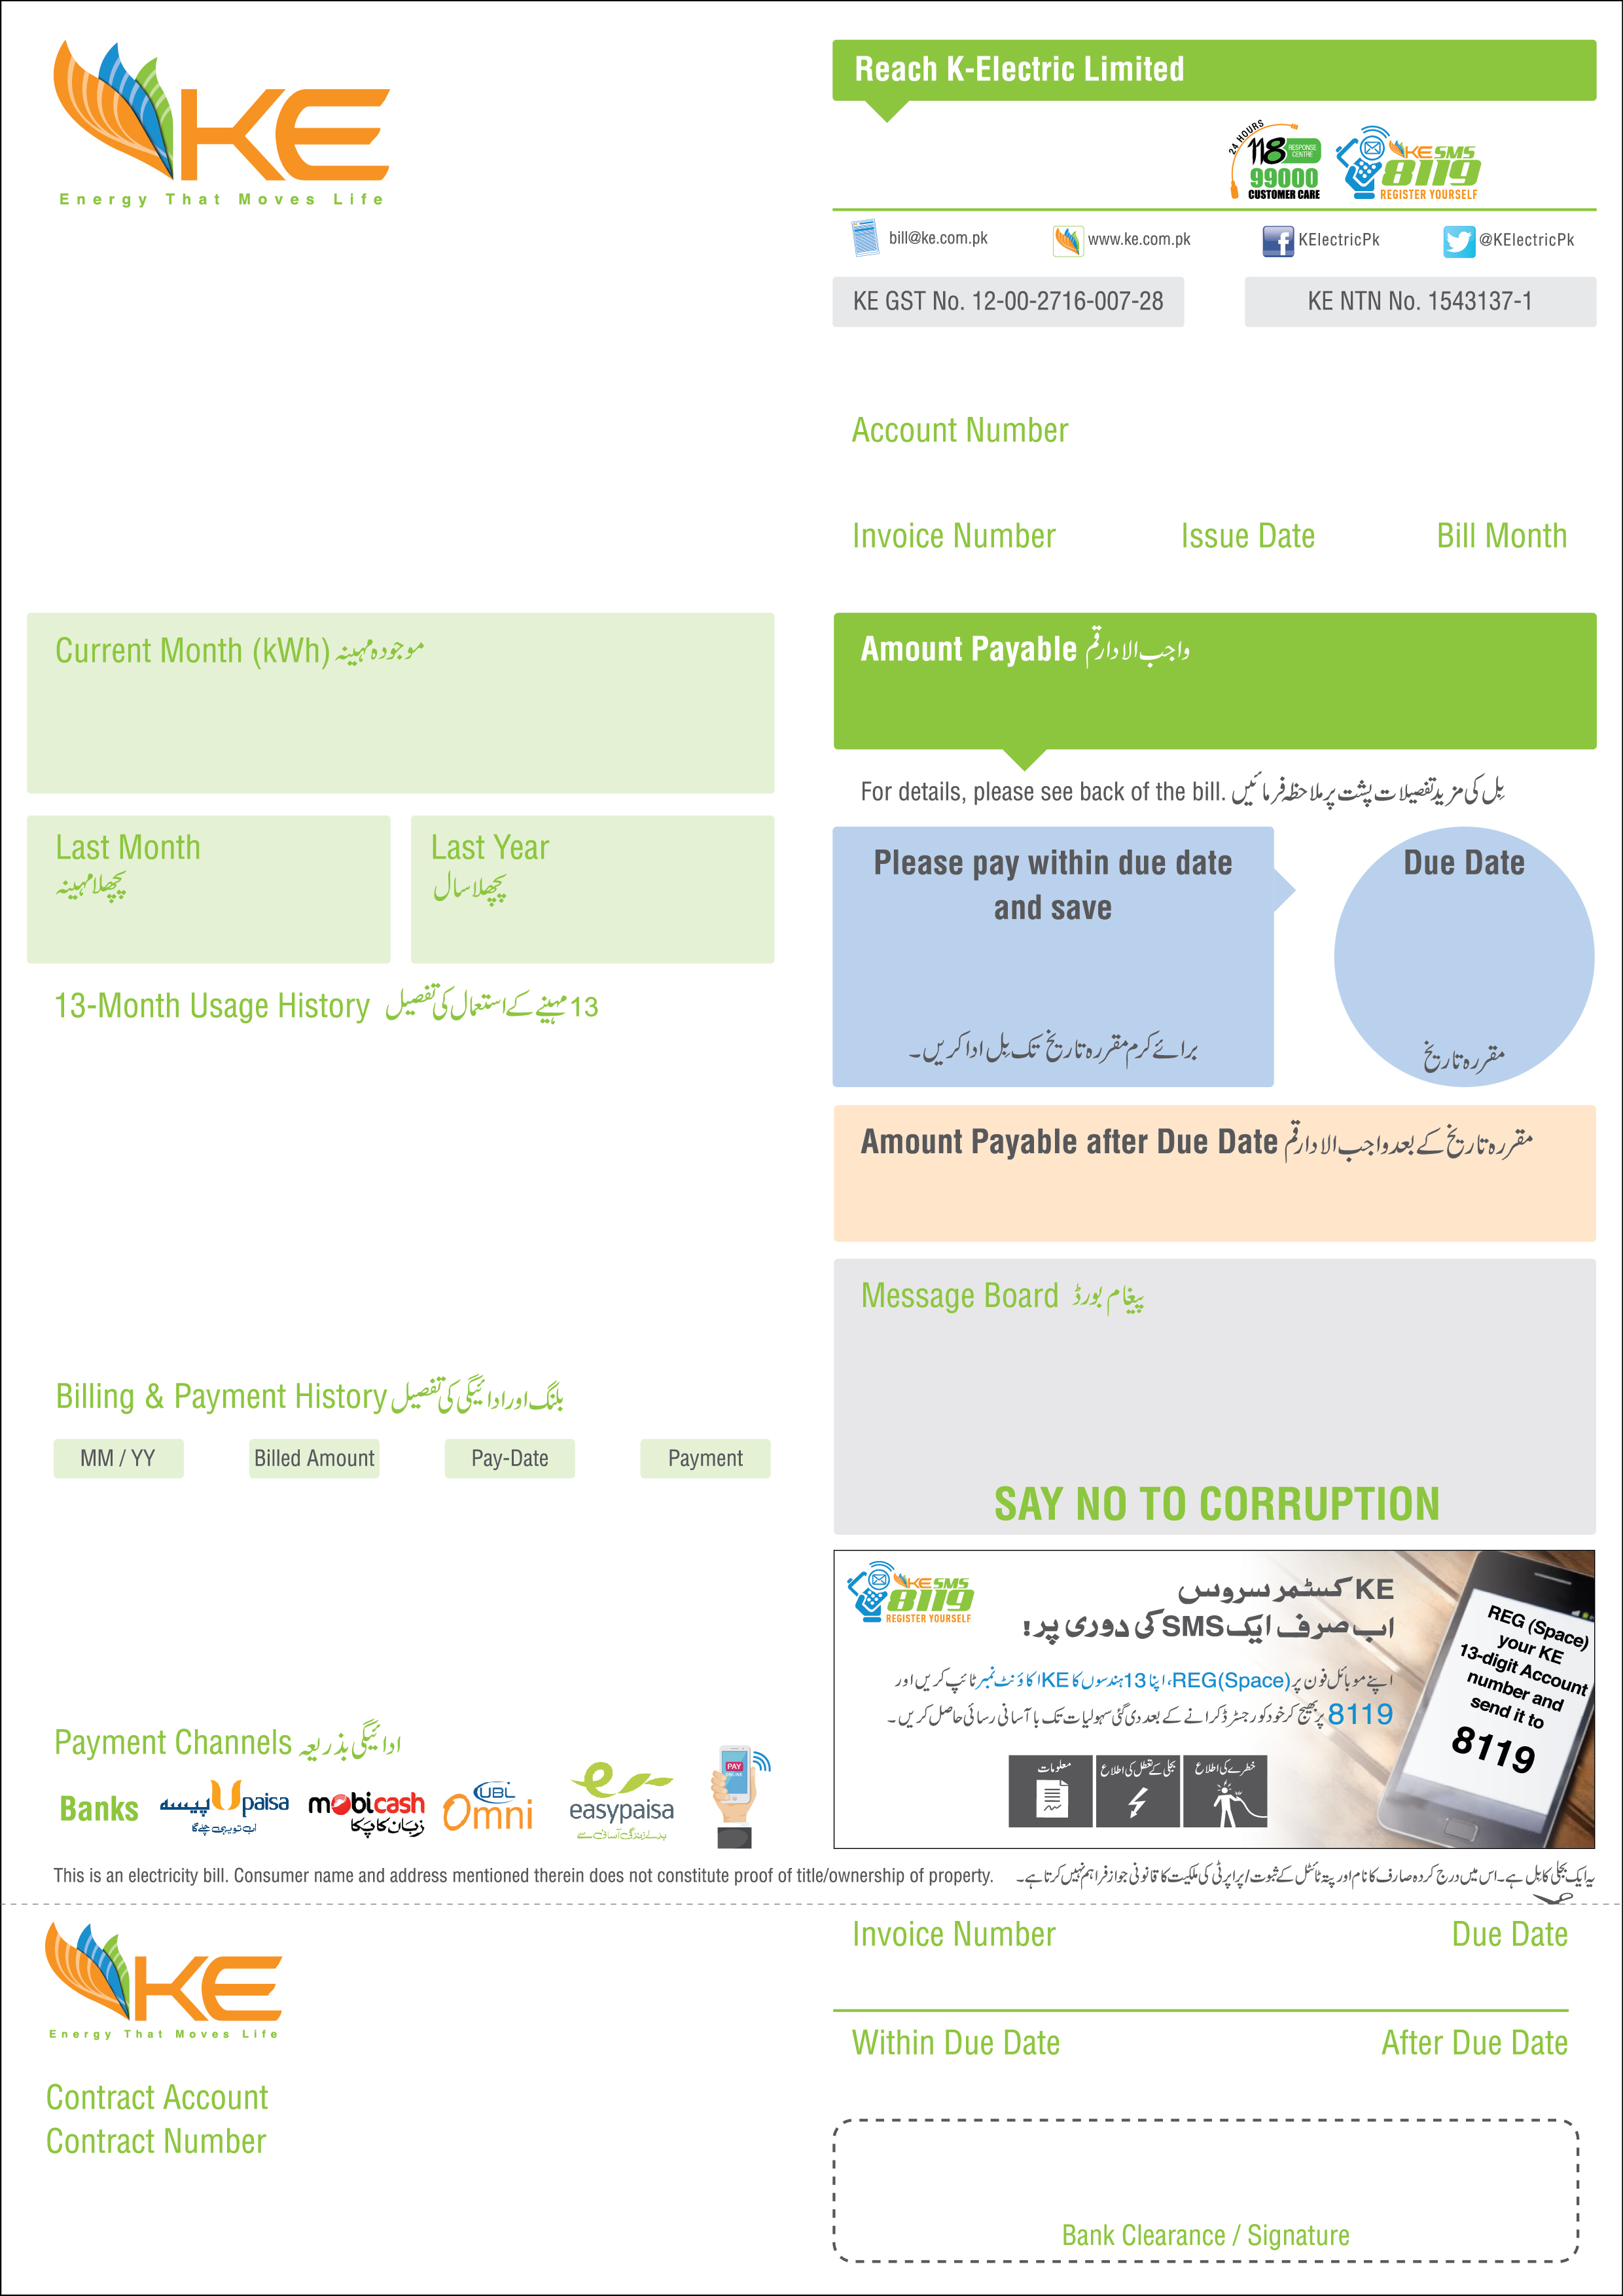 KE
Energy That Moves Life
Reach K-Electric Limited
24 HOURS
118 RESPONSE CENTRE
99000
CUSTOMER CARE
KE SMS
8119
REGISTER YOURSELF
bill@ke.com.pk
www.ke.com.pk
KElectricPk
@KElectricPk
KE GST No. 12-00-2716-007-28
KE NTN No. 1543137-1
Account Number
Invoice Number Issue Date Bill Month
Current Month (kWh) موجودہ مہینہ
Last Month
پچھلا مہینہ
Last Year
پچھلا سال
13-Month Usage History 13 مہینے کے استعمال کی تفصیل
Billing & Payment History بلنگ اور ادائیگی کی تفصیل
MM / YY Billed Amount Pay-Date Payment
Payment Channels ادائیگی بذریعہ
Banks
پیسہ Upaisa
اب تو یہی چلے گا
mobicash
زبان کا پکا
UBL
Omni
easypaisa
بدلے زندگی آسانی سے
PAY
ONLINE
Amount Payable واجب الادا رقم
For details, please see back of the bill. بِل کی مزید تفصیلات پشت پر ملاحظہ فرمائیں
Please pay within due date
and save
برائے کرم مقررہ تاریخ تک بِل ادا کریں۔
Due Date
مقررہ تاریخ
Amount Payable after Due Date مقررہ تاریخ کے بعد واجب الادا رقم
Message Board پیغام بورڈ
SAY NO TO CORRUPTION
KE SMS
8119
REGISTER YOURSELF
KE کسٹمر سروس
اب صرف ایک SMS کی دوری پر!
اپنے موبائل فون پر REG(Space)، اپنا 13 ہندسوں کا KE اکاؤنٹ نمبر ٹائپ کریں اور
8119 پر بھیج کر خود کو رجسٹرڈ کرانے کے بعد دی گئی سہولیات تک با آسانی رسائی حاصل کریں۔
معلومات
بجلی کے تعطل کی اطلاع
خطرے کی اطلاع
REG (Space)
your KE
13-digit Account
number and
send it to
8119
This is an electricity bill. Consumer name and address mentioned therein does not constitute proof of title/ownership of property.
یہ ایک بجلی کا بِل ہے۔ اس میں درج کردہ صارف کا نام اور پتہ ٹائٹل کے ثبوت/پراپرٹی کی ملکیت کا قانونی جواز فراہم نہیں کرتا ہے۔
KE
Energy That Moves Life
Contract Account
Contract Number
Invoice Number Due Date
Within Due Date After Due Date
Bank Clearance / Signature